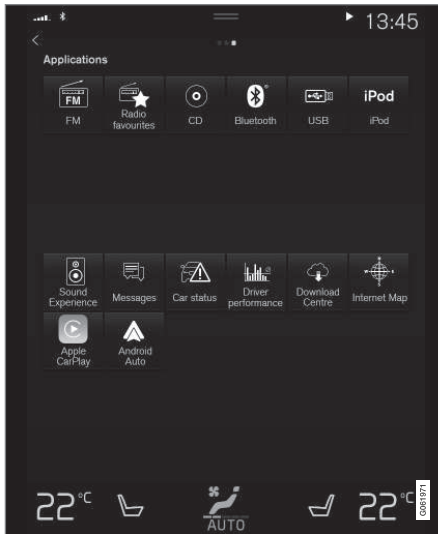 13:45
Applications
FM
FM
Radio
favourites
CD
Bluetooth
USB
iPod
iPod
Sound
Experience
Messages
Car status
Driver
performance
Download
Centre
Internet Map
Apple
CarPlay
Android
Auto
22°C
AUTO
22°C
G061971